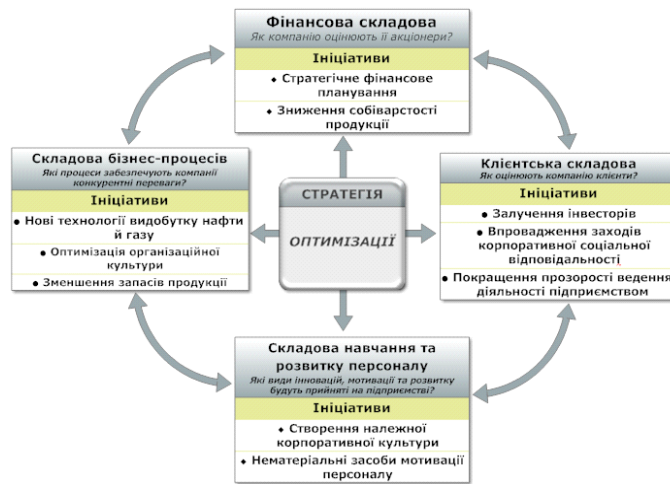 Фінансова складова
Як компанію оцінюють її акціонери?
Ініціативи
⬥ Стратегічне фінансове
планування
⬥ Зниження собіварстості
продукції
Складова бізнес-процесів
Які процеси забезпечують компанії
конкурентні переваги?
Ініціативи
● Нові технології видобутку нафти
й газу
● Оптимізація організаційної
культури
● Зменшення запасів продукції
СТРАТЕГІЯ
ОПТИМІЗАЦІЇ
Клієнтська складова
Як оцінюють компанію клієнти?
Ініціативи
● Залучення інвесторів
● Впровадження заходів
корпоративної соціальної
відповідальності
● Покращення прозорості ведення
діяльності підприємством
Складова навчання та
розвитку персоналу
Які види інновацій, мотивації та розвитку
будуть прийняті на підприємстві?
Ініціативи
⬥ Створення належної
корпоративної культури
⬥ Нематеріальні засоби мотивації
персоналу